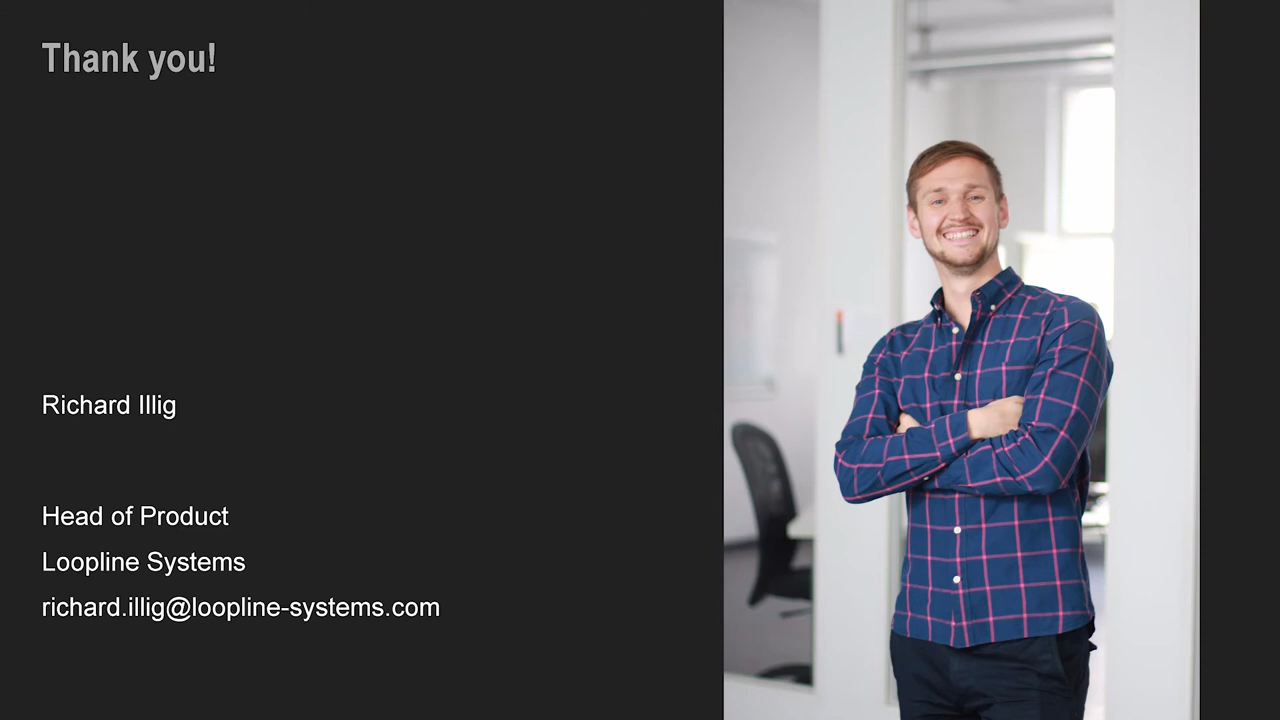 Thank you!
Richard Illig
Head of Product
Loopline Systems
richard.illig@loopline-systems.com